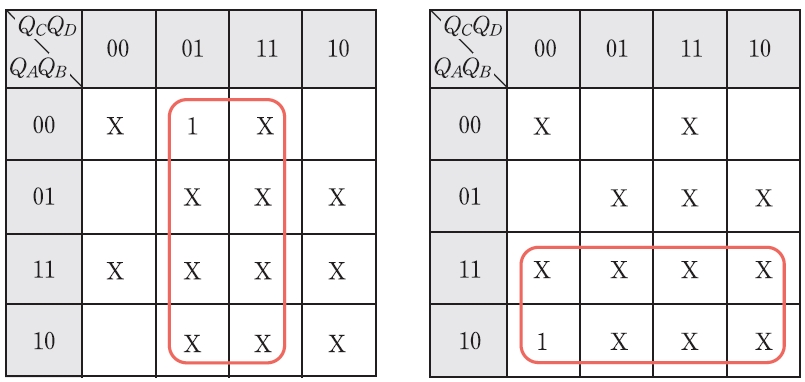 Q_CQ_D 00 01 11 10
Q_AQ_B
00 X 1 X
01 X X X
11 X X X X
10 X X X
Q_CQ_D 00 01 11 10
Q_AQ_B
00 X X
01 X X X
11 X X X X
10 1 X X X